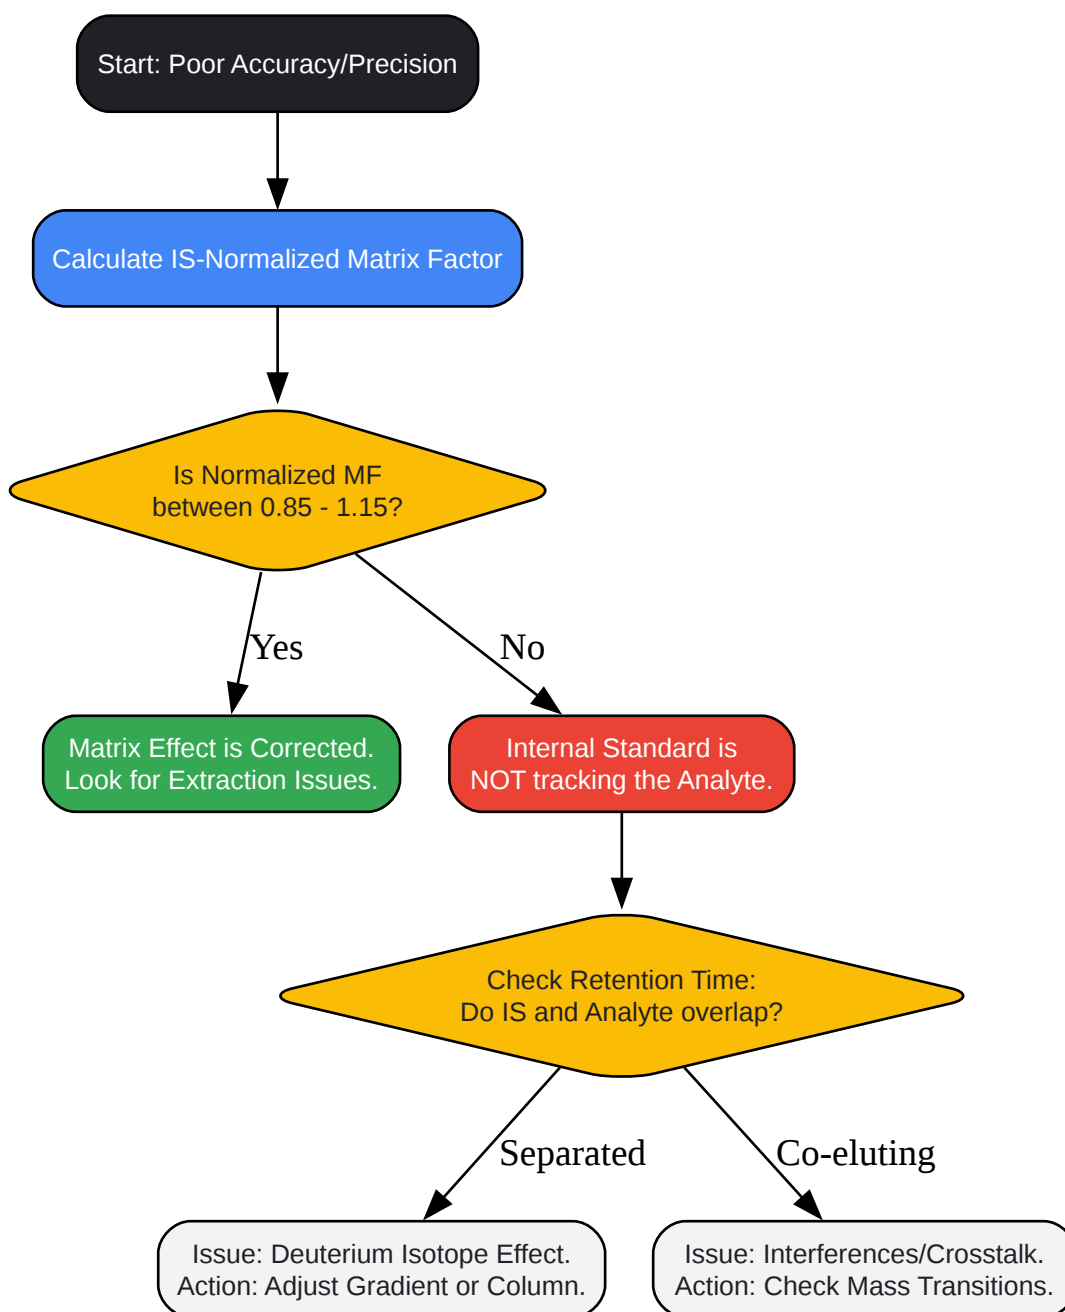 Start: Poor Accuracy/Precision
Calculate IS-Normalized Matrix Factor
Is Normalized MF
between 0.85 - 1.15?
Yes
No
Matrix Effect is Corrected.
Look for Extraction Issues.
Internal Standard is
NOT tracking the Analyte.
Check Retention Time:
Do IS and Analyte overlap?
Separated
Co-eluting
Issue: Deuterium Isotope Effect.
Action: Adjust Gradient or Column.
Issue: Interferences/Crosstalk.
Action: Check Mass Transitions.